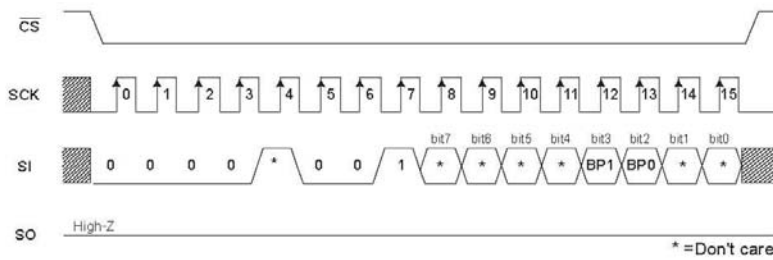 CS
SCK 0 1 2 3 4 5 6 7 8 9 10 11 12 13 14 15
bit7 bit6 bit5 bit4 bit3 bit2 bit1 bit0
SI 0 0 0 0 * 0 0 1 * * * * BP1 BP0 * *
High-Z
SO
* =Don't care